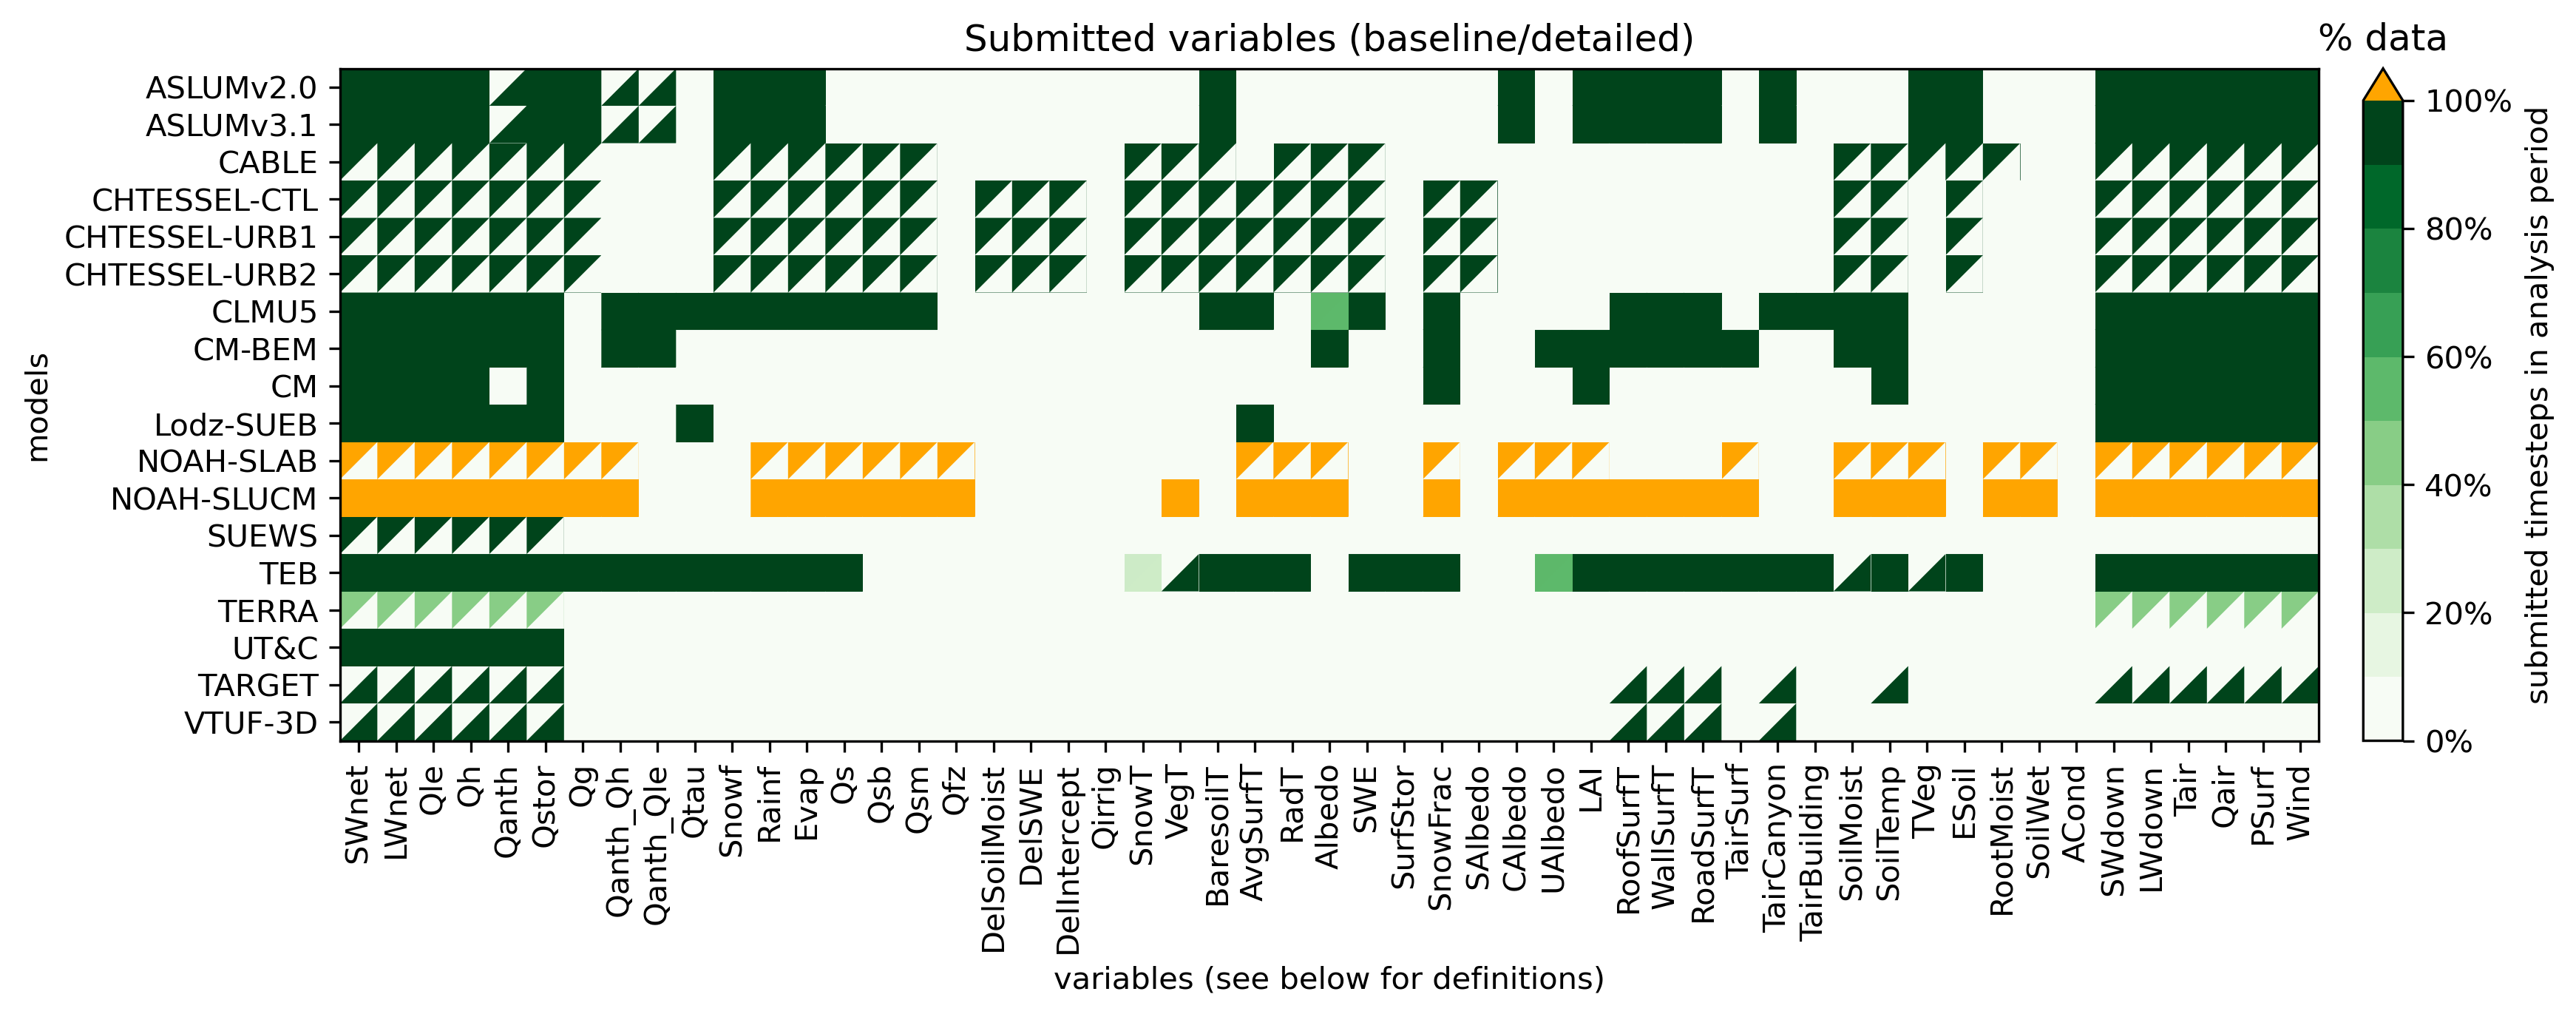 Submitted variables (baseline/detailed)
% data
models
ASLUMv2.0
ASLUMv3.1
CABLE
CHTESSEL-CTL
CHTESSEL-URB1
CHTESSEL-URB2
CLMU5
CM-BEM
CM
Lodz-SUEB
NOAH-SLAB
NOAH-SLUCM
SUEWS
TEB
TERRA
UT&C
TARGET
VTUF-3D
100%
80%
60%
40%
20%
0%
submitted timesteps in analysis period
SWnet
LWnet
Qle
Qh
Qanth
Qstor
Qg
Qanth_Qh
Qanth_Qle
Qtau
Snowf
Rainf
Evap
Qs
Qsb
Qsm
Qfz
DelSoilMoist
DelSWE
DelIntercept
Qirrig
SnowT
VegT
BaresoilT
AvgSurfT
RadT
Albedo
SWE
SurfStor
SnowFrac
SAlbedo
CAlbedo
UAlbedo
LAI
RoofSurfT
WallSurfT
RoadSurfT
TairSurf
TairCanyon
TairBuilding
SoilMoist
SoilTemp
TVeg
ESoil
RootMoist
SoilWet
ACond
SWdown
LWdown
Tair
Qair
PSurf
Wind
variables (see below for definitions)